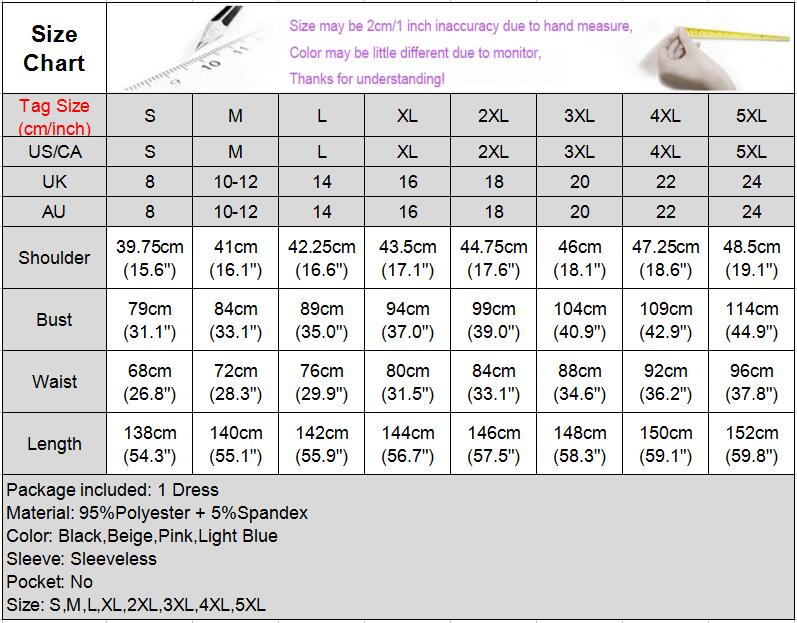 Size
Chart
Size may be 2cm/1 inch inaccuracy due to hand measure,
Color may be little different due to monitor,
Thanks for understanding!
9 10 11
Tag Size
(cm/inch)
S M L XL 2XL 3XL 4XL 5XL
US/CA S M L XL 2XL 3XL 4XL 5XL
UK 8 10-12 14 16 18 20 22 24
AU 8 10-12 14 16 18 20 22 24
Shoulder
39.75cm 41cm 42.25cm 43.5cm 44.75cm 46cm 47.25cm 48.5cm
(15.6") (16.1") (16.6") (17.1") (17.6") (18.1") (18.6") (19.1")
Bust
79cm 84cm 89cm 94cm 99cm 104cm 109cm 114cm
(31.1") (33.1") (35.0") (37.0") (39.0") (40.9") (42.9") (44.9")
Waist
68cm 72cm 76cm 80cm 84cm 88cm 92cm 96cm
(26.8") (28.3") (29.9") (31.5") (33.1") (34.6") (36.2") (37.8")
Length
138cm 140cm 142cm 144cm 146cm 148cm 150cm 152cm
(54.3") (55.1") (55.9") (56.7") (57.5") (58.3") (59.1") (59.8")
Package included: 1 Dress
Material: 95%Polyester + 5%Spandex
Color: Black,Beige,Pink,Light Blue
Sleeve: Sleeveless
Pocket: No
Size: S,M,L,XL,2XL,3XL,4XL,5XL